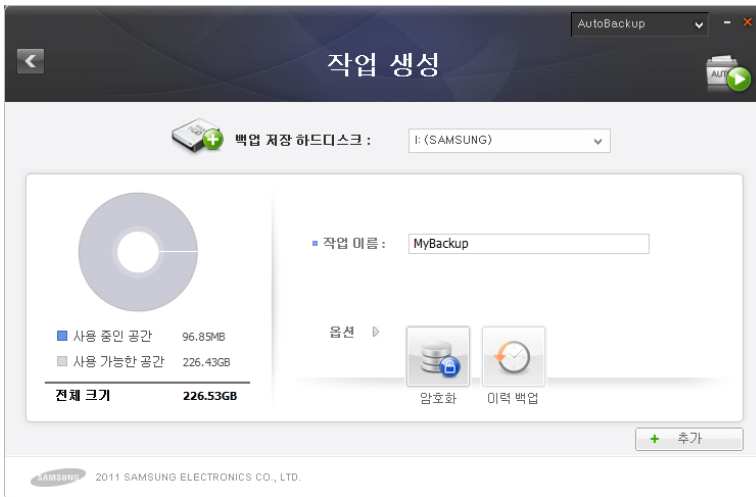 AutoBackup
작업 생성
AUTO
백업 저장 하드디스크 :
I: (SAMSUNG)
작업 이름 :
MyBackup
사용 중인 공간 96.85MB
사용 가능한 공간 226.43GB
전체 크기 226.53GB
옵션
암호화
이력 백업
+ 추가
SAMSUNG 2011 SAMSUNG ELECTRONICS CO., LTD.